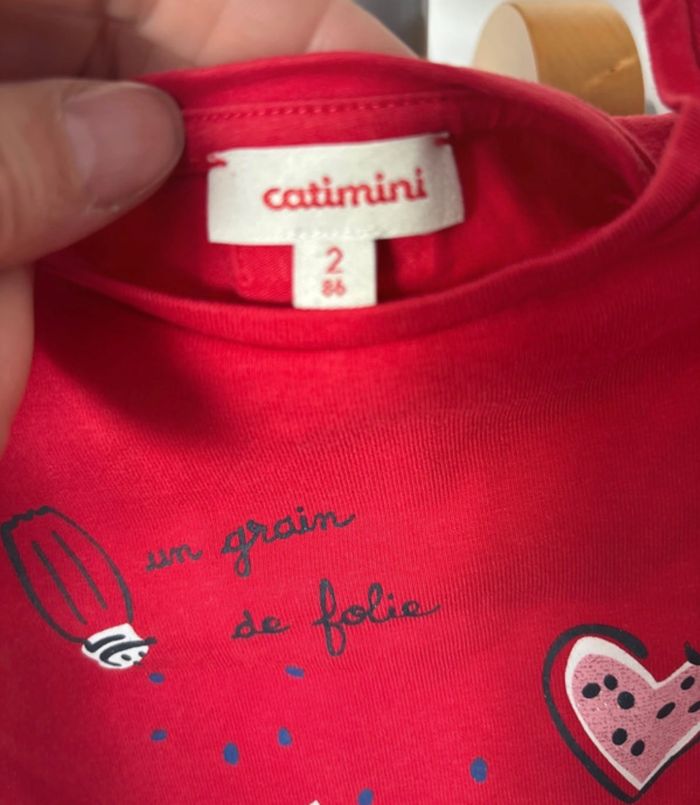 catimini
2
86
un grain
de folie